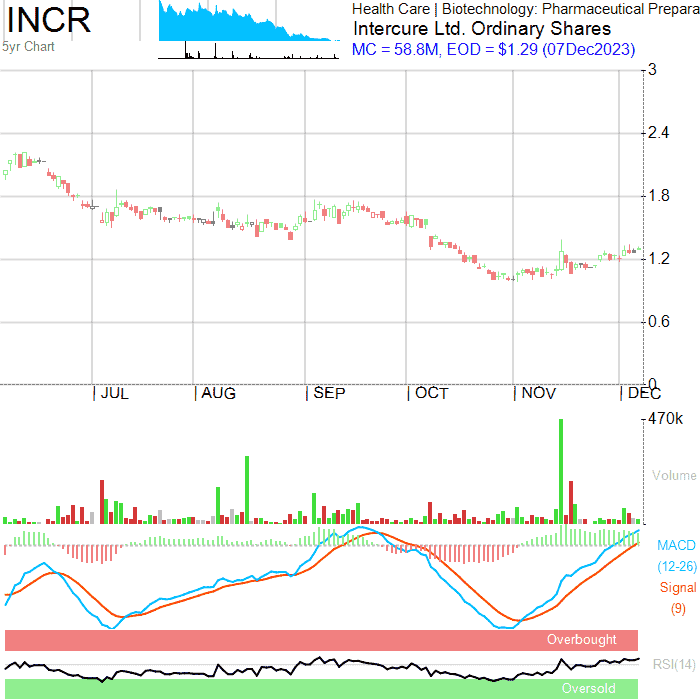 INCR
5yr Chart
Health Care | Biotechnology: Pharmaceutical Prepara
Intercure Ltd. Ordinary Shares
MC = 58.8M, EOD = $1.29 (07Dec2023)
3
2.4
1.8
1.2
0.6
0
| JUL | AUG | SEP | OCT | NOV | DEC
470k
Volume
MACD
(12-26)
Signal
(9)
Overbought
RSI(14)
Oversold